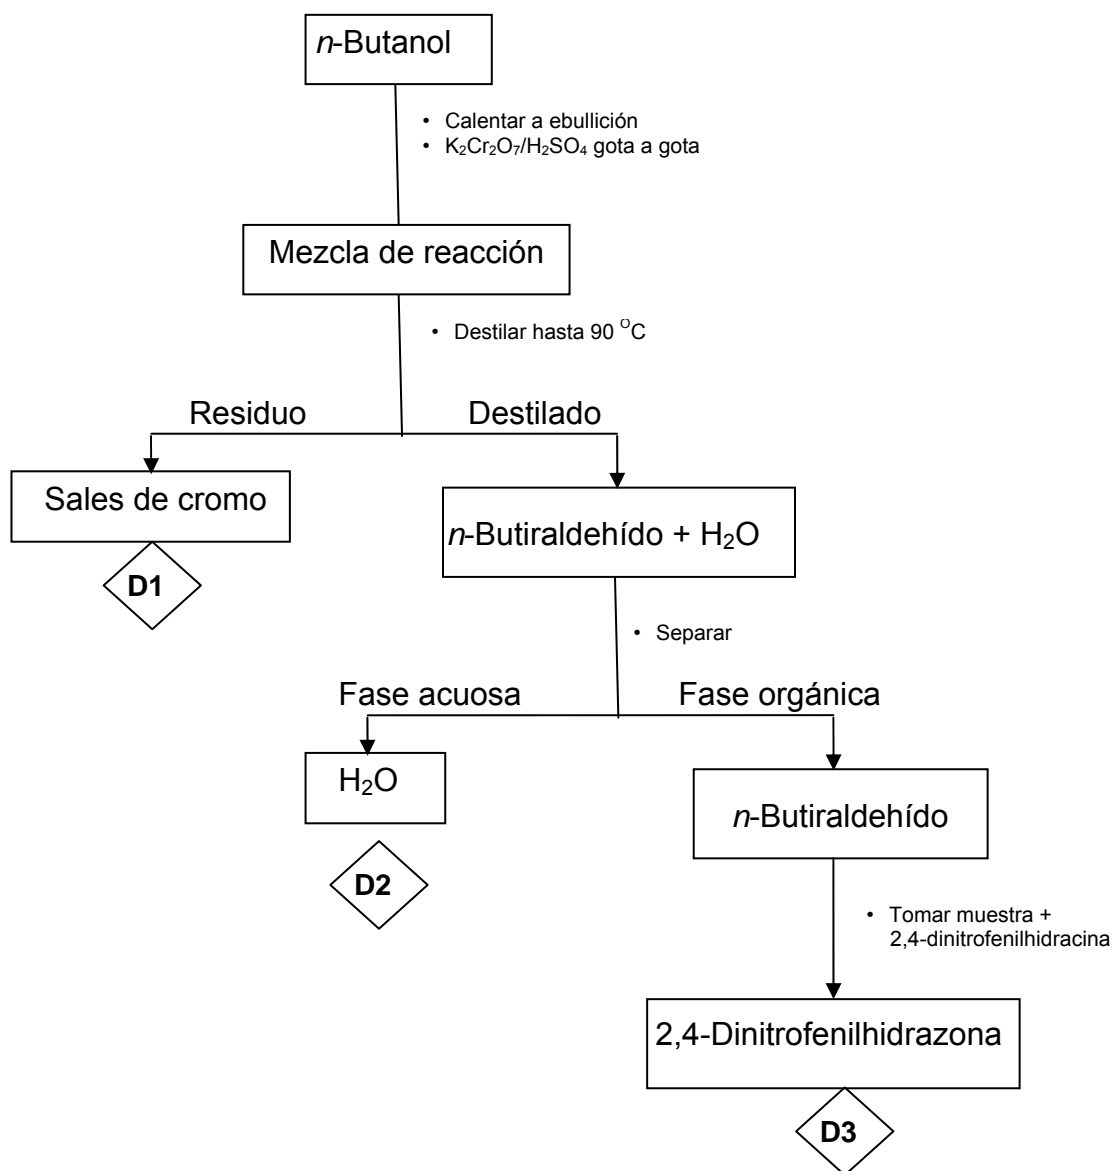 n-Butanol
• Calentar a ebullición
• K₂Cr₂O₇/H₂SO₄ gota a gota
Mezcla de reacción
• Destilar hasta 90 °C
Residuo
Destilado
Sales de cromo
n-Butiraldehído + H₂O
D1
• Separar
Fase acuosa
Fase orgánica
H₂O
n-Butiraldehído
D2
• Tomar muestra +
2,4-dinitrofenilhidracina
2,4-Dinitrofenilhidrazona
D3